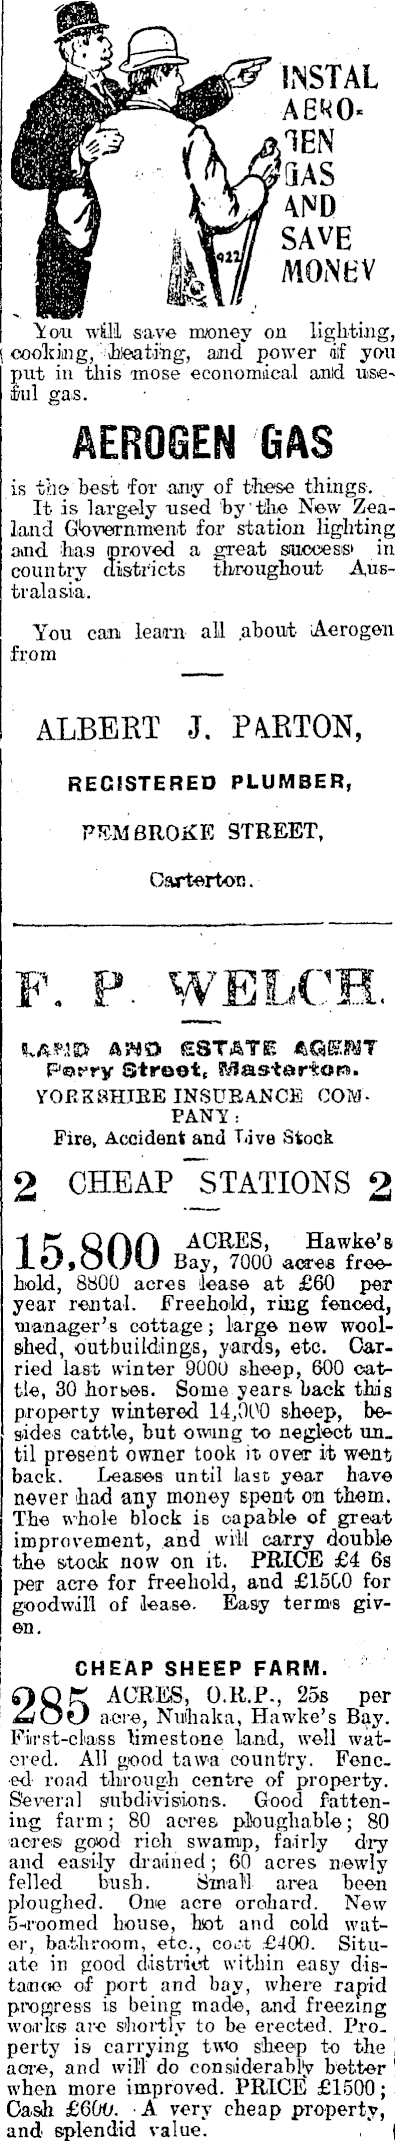 INSTAL
AERO-
GEN
GAS
AND
SAVE
MONEY
922
You will save money on lighting,
cooking, heating, and power if you
put in this mose economical and use-
ful gas.
AEROGEN GAS
is the best for any of these things.
It is largely used by the New Zea-
land Government for station lighting
and has proved a great success in
country districts throughout Aus-
tralasia.
You can learn all about Aerogen
from
ALBERT J. PARTON,
REGISTERED PLUMBER,
PEMBROKE STREET,
Carterton.
F. P. WELCH.
LAND AND ESTATE AGENT
Perry Street, Masterton.
YORKSHIRE INSURANCE COM-
PANY:
Fire, Accident and Live Stock
2 CHEAP STATIONS 2
15,800 ACRES, Hawke's
Bay, 7000 acres free-
hold, 8800 acres lease at £60 per
year rental. Freehold, ring fenced,
manager's cottage; large new wool-
shed, outbuildings, yards, etc. Car-
ried last winter 9000 sheep, 600 cat-
tle, 30 horses. Some years back this
property wintered 14,000 sheep, be-
sides cattle, but owing to neglect un-
til present owner took it over it went
back. Leases until last year have
never had any money spent on them.
The whole block is capable of great
improvement, and will carry double
the stock now on it. PRICE £4 6s
per acre for freehold, and £1500 for
goodwill of lease. Easy terms giv-
en.
CHEAP SHEEP FARM.
285 ACRES, O.R.P., 25s per
acre, Nuhaka, Hawke's Bay.
First-class limestone land, well wat-
ered. All good tawa country. Fenc-
ed road through centre of property.
Several subdivisions. Good fatten-
ing farm; 80 acres ploughable; 80
acres good rich swamp, fairly dry
and easily drained; 60 acres newly
felled bush. Small area been
ploughed. One acre orchard. New
5-roomed house, hot and cold wat-
er, bathroom, etc., cost £400. Situ-
ate in good district within easy dis-
tance of port and bay, where rapid
progress is being made, and freezing
works are shortly to be erected. Pro-
perty is carrying two sheep to the
acre, and will do considerably better
when more improved. PRICE £1500;
Cash £600. A very cheap property,
and splendid value.